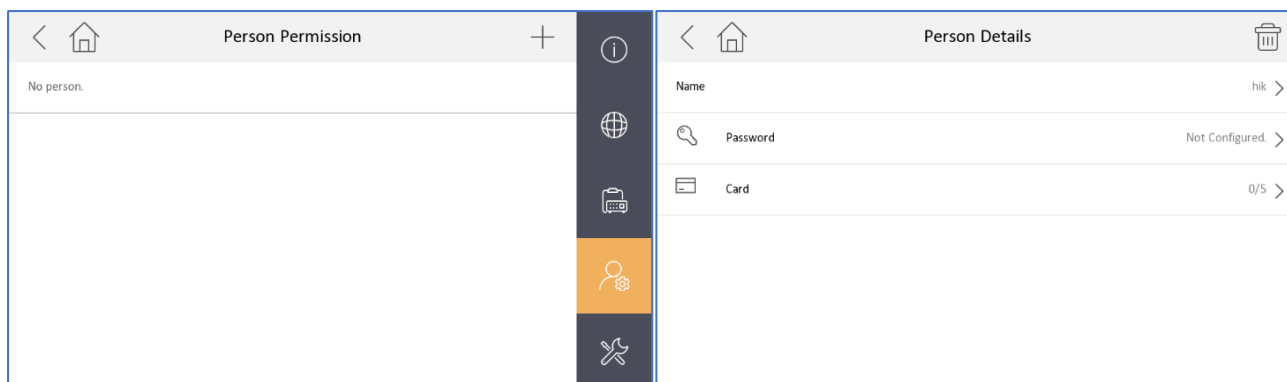 Person Permission
No person.
Person Details
Name hik
Password Not Configured.
Card 0/5